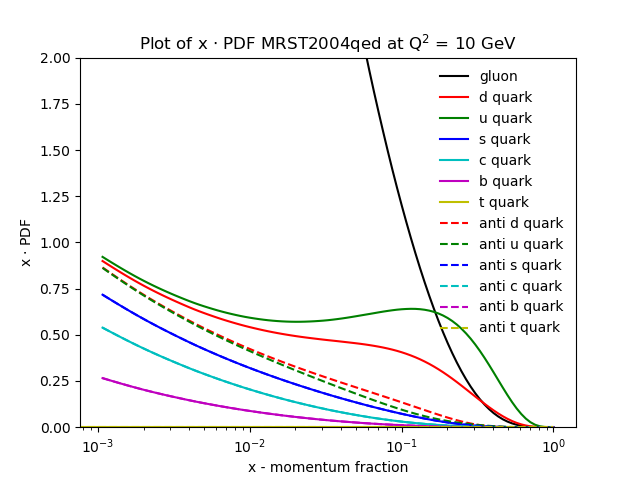 Plot of x · PDF MRST2004qed at Q² = 10 GeV
2.00
1.75
1.50
1.25
1.00
0.75
0.50
0.25
0.00
x · PDF
gluon
d quark
u quark
s quark
c quark
b quark
t quark
anti d quark
anti u quark
anti s quark
anti c quark
anti b quark
anti t quark
10⁻³
10⁻²
10⁻¹
10⁰
x - momentum fraction